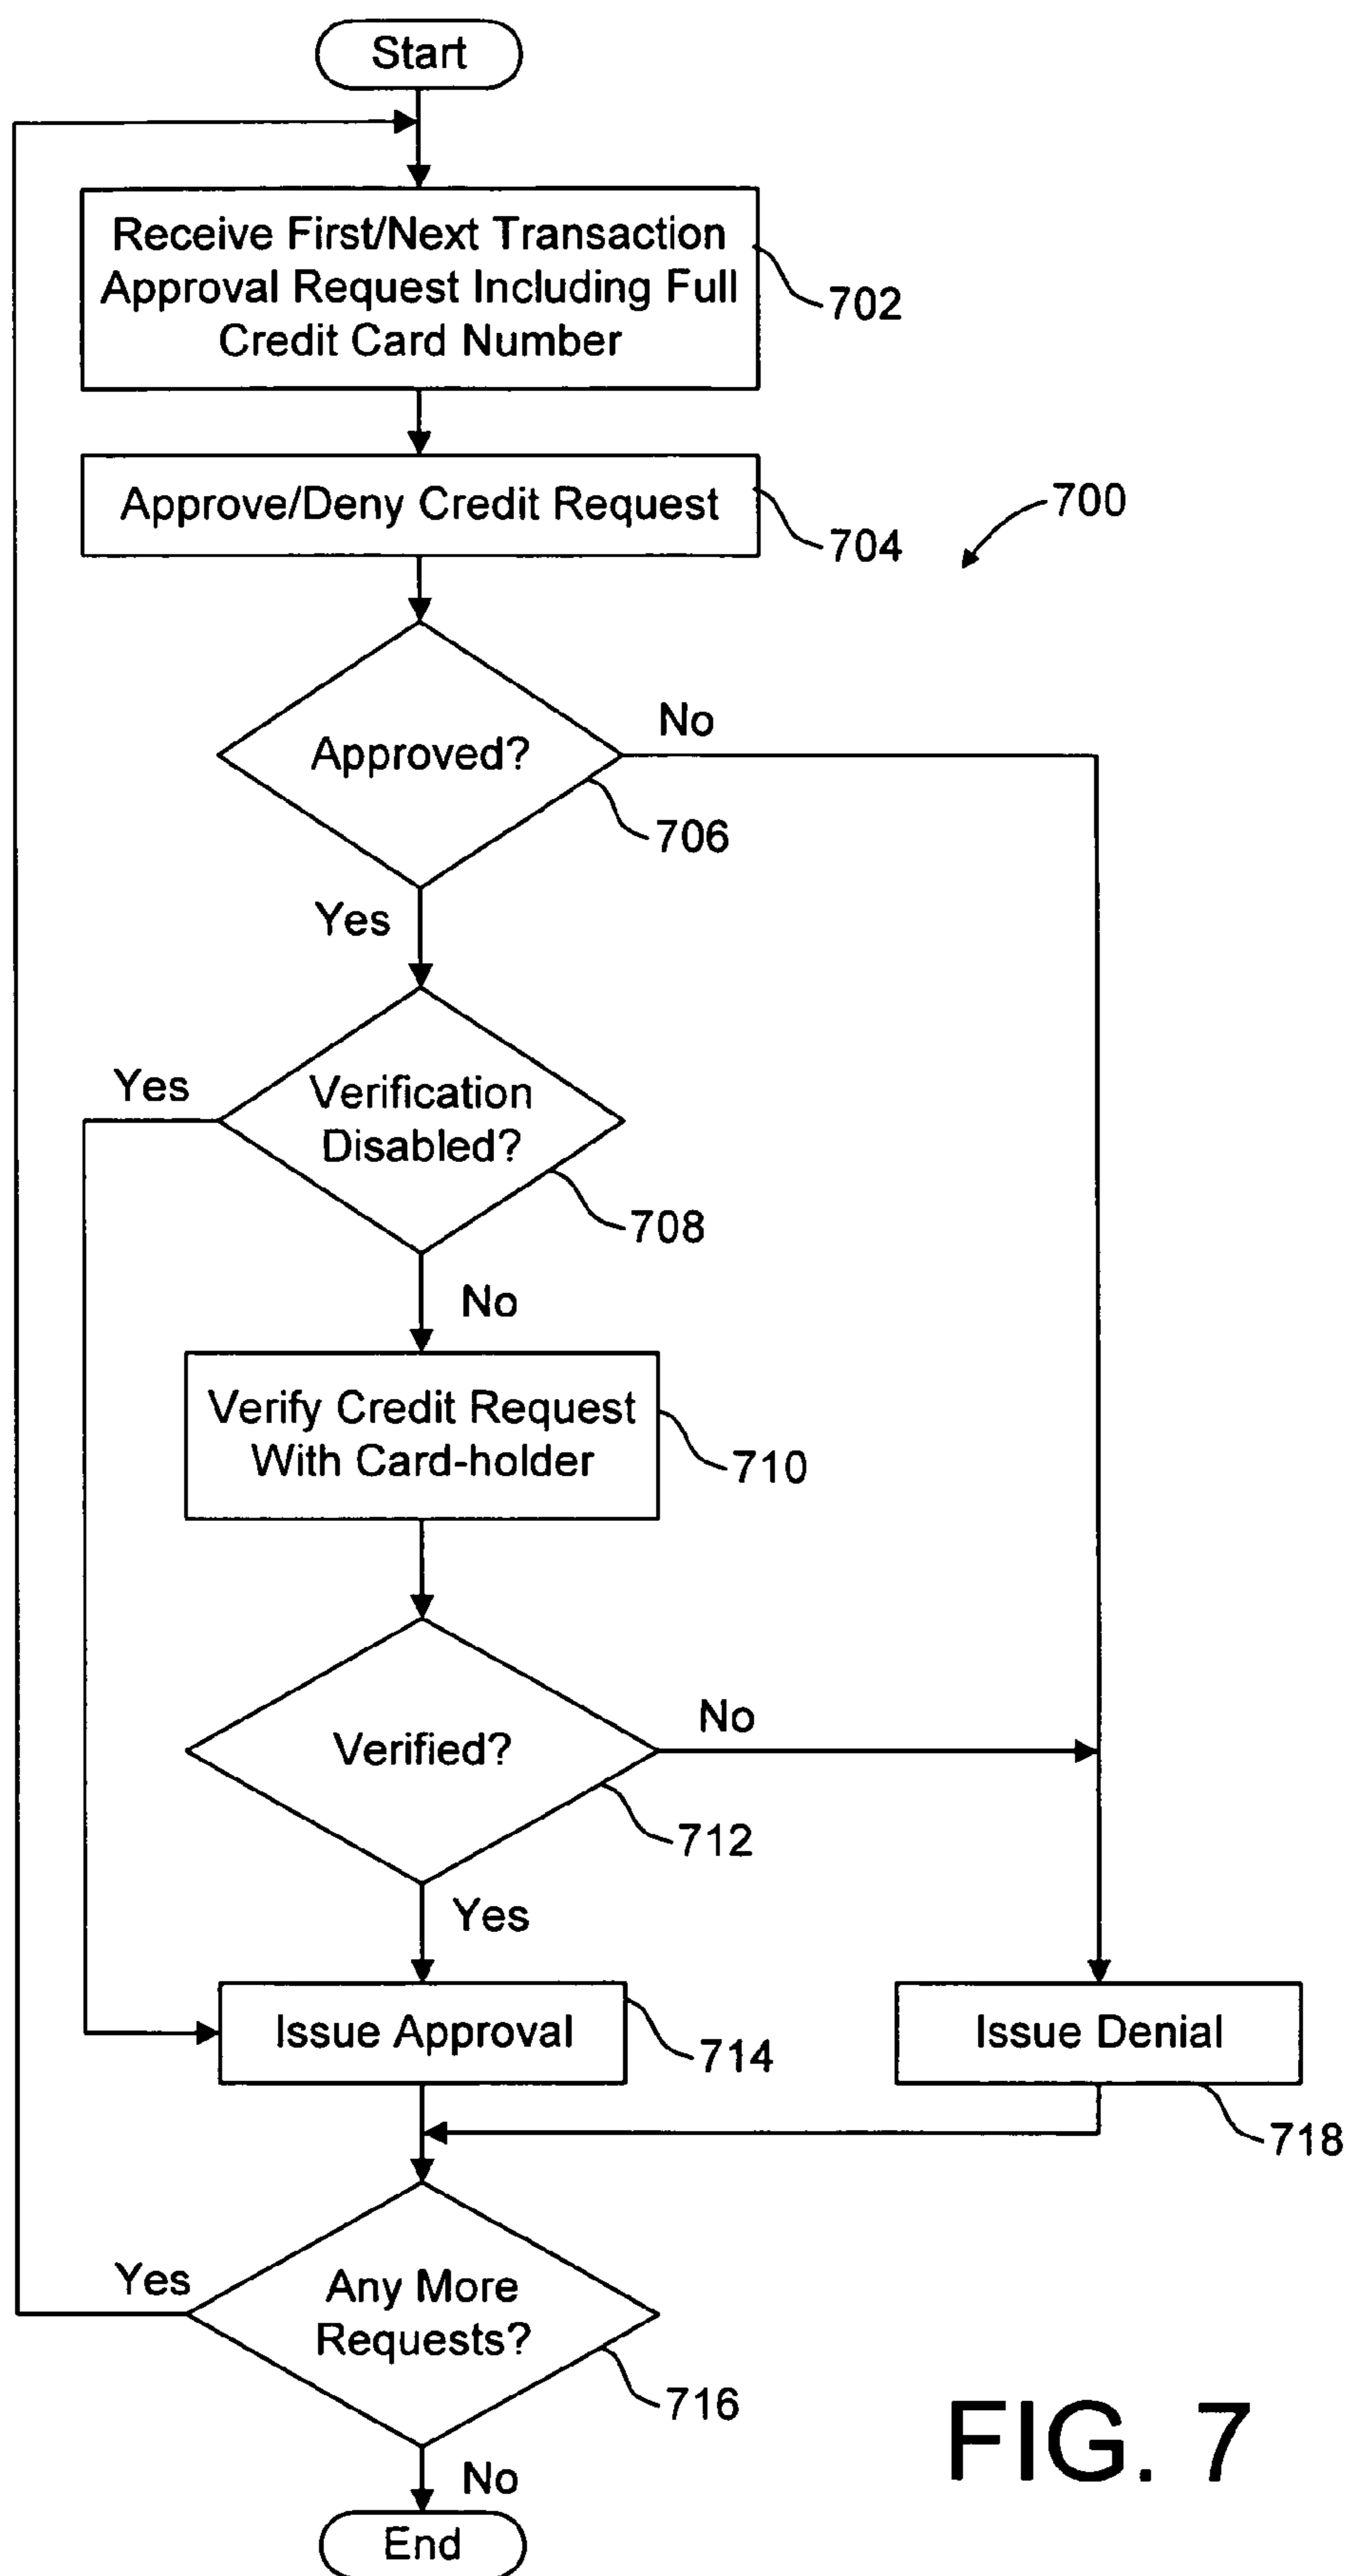 Start
Receive First/Next Transaction
Approval Request Including Full
Credit Card Number
702
Approve/Deny Credit Request
704
700
Approved?
No
706
Yes
Verification
Disabled?
Yes
708
No
Verify Credit Request
With Card-holder
710
Verified?
No
712
Yes
Issue Approval
714
Issue Denial
718
Any More
Requests?
Yes
716
No
End
FIG. 7